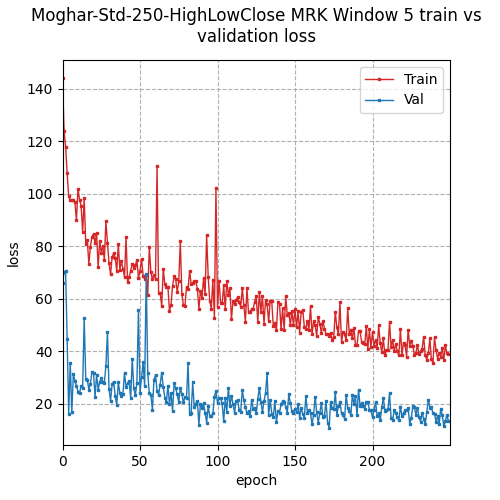 Moghar-Std-250-HighLowClose MRK Window 5 train vs
validation loss
Train
Val
140
120
100
80
60
40
20
loss
0
50
100
150
200
epoch